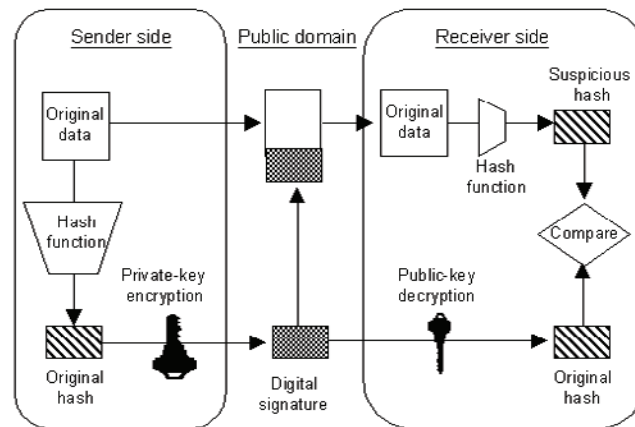 Sender side
Public domain
Receiver side
Original
data
Hash
function
Private-key
encryption
Original
hash
Digital
signature
Original
data
Hash
function
Suspicious
hash
Compare
Public-key
decryption
Original
hash